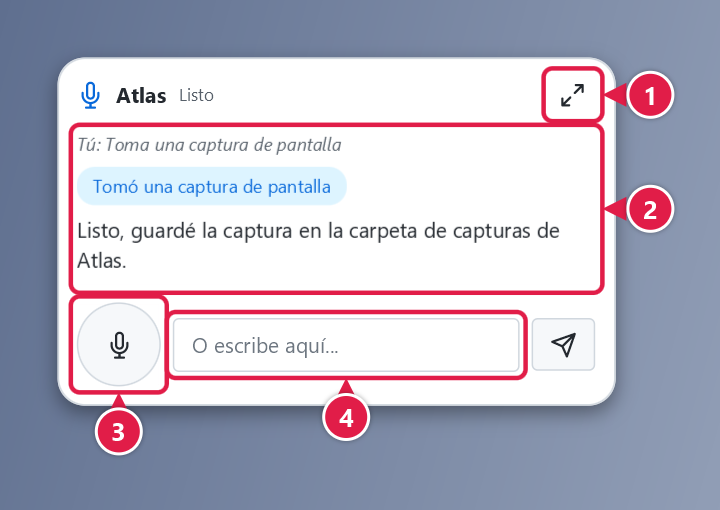 Atlas Listo
1
Tú: Toma una captura de pantalla
Tomó una captura de pantalla
2
Listo, guardé la captura en la carpeta de capturas de
Atlas.
O escribe aquí...
3
4